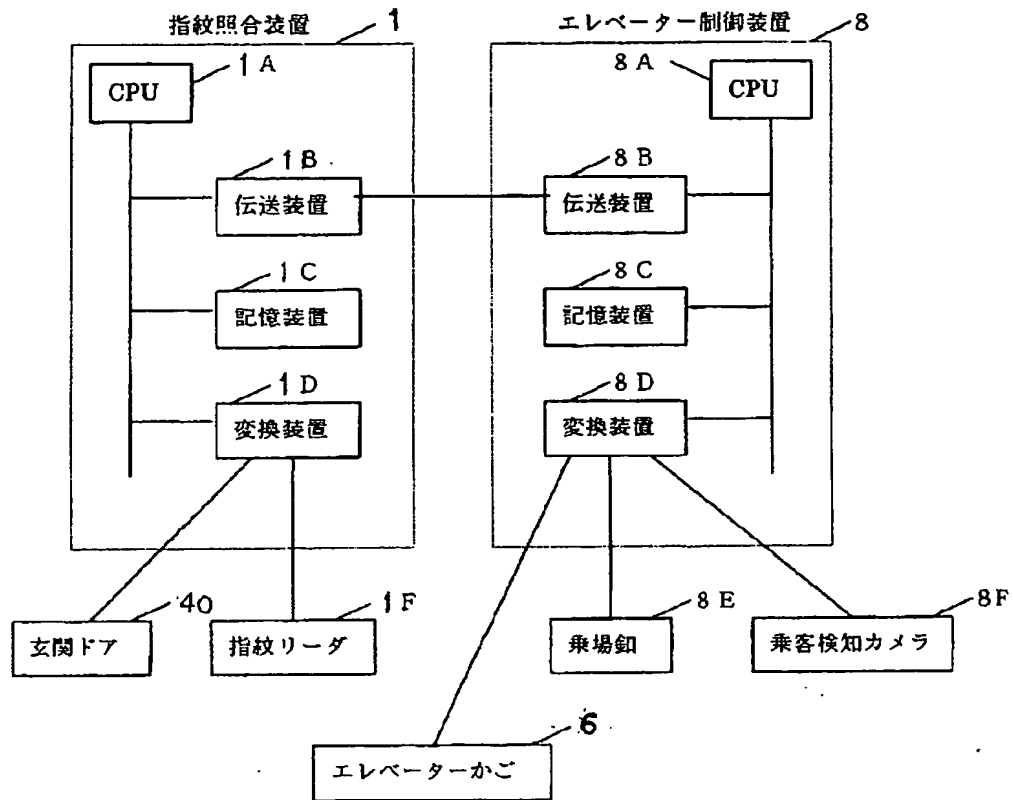 指紋照合装置
1
エレベーター制御装置
8
1A
CPU
8A
CPU
1B
伝送装置
8B
伝送装置
1C
記憶装置
8C
記憶装置
1D
変換装置
8D
変換装置
40
玄関ドア
1F
指紋リーダ
8E
乗場釦
8F
乗客検知カメラ
6
エレベーターかご